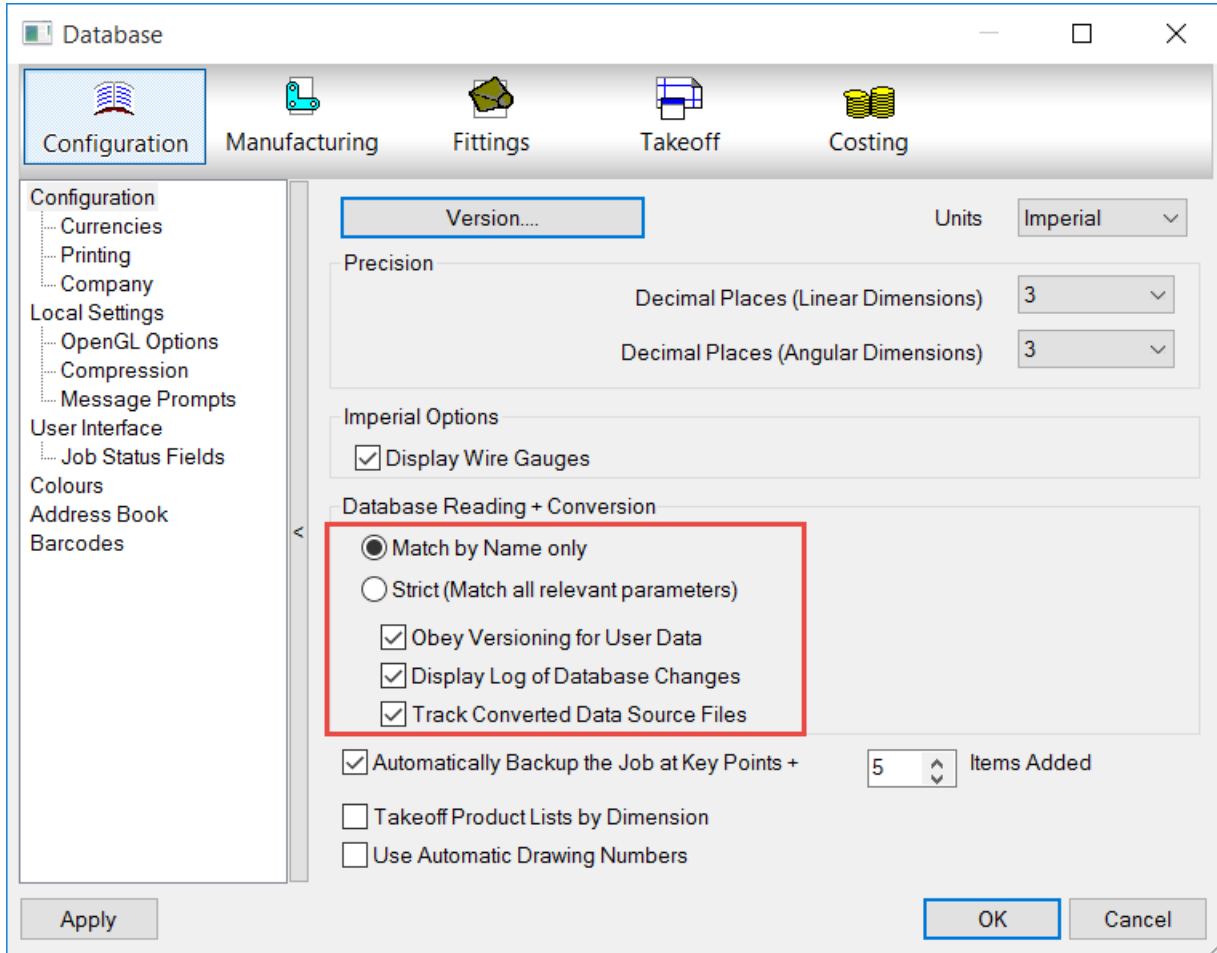 Database
Configuration Manufacturing Fittings Takeoff Costing
Configuration
Currencies
Printing
Company
Local Settings
OpenGL Options
Compression
Message Prompts
User Interface
Job Status Fields
Colours
Address Book
Barcodes
<
Version.... Units Imperial
Precision
Decimal Places (Linear Dimensions) 3
Decimal Places (Angular Dimensions) 3
Imperial Options
Display Wire Gauges
Database Reading + Conversion
Match by Name only
Strict (Match all relevant parameters)
Obey Versioning for User Data
Display Log of Database Changes
Track Converted Data Source Files
Automatically Backup the Job at Key Points + 5 Items Added
Takeoff Product Lists by Dimension
Use Automatic Drawing Numbers
Apply OK Cancel